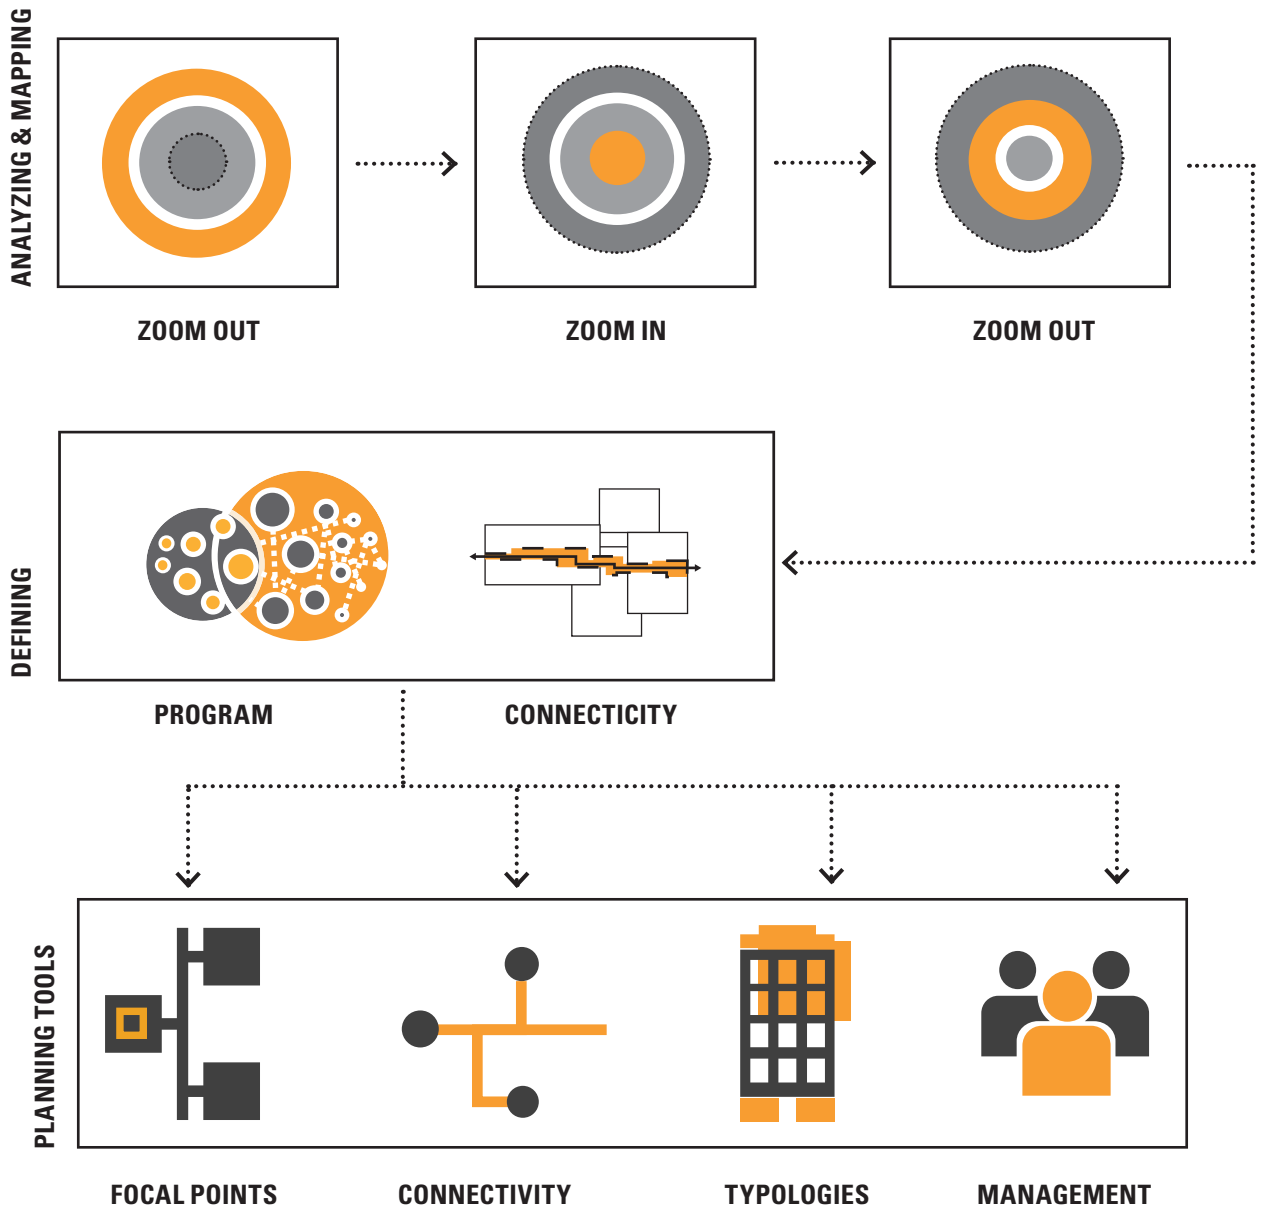 ANALYZING & MAPPING
ZOOM OUT
ZOOM IN
ZOOM OUT
DEFINING
PROGRAM
CONNECTICITY
PLANNING TOOLS
FOCAL POINTS
CONNECTIVITY
TYPOLOGIES
MANAGEMENT